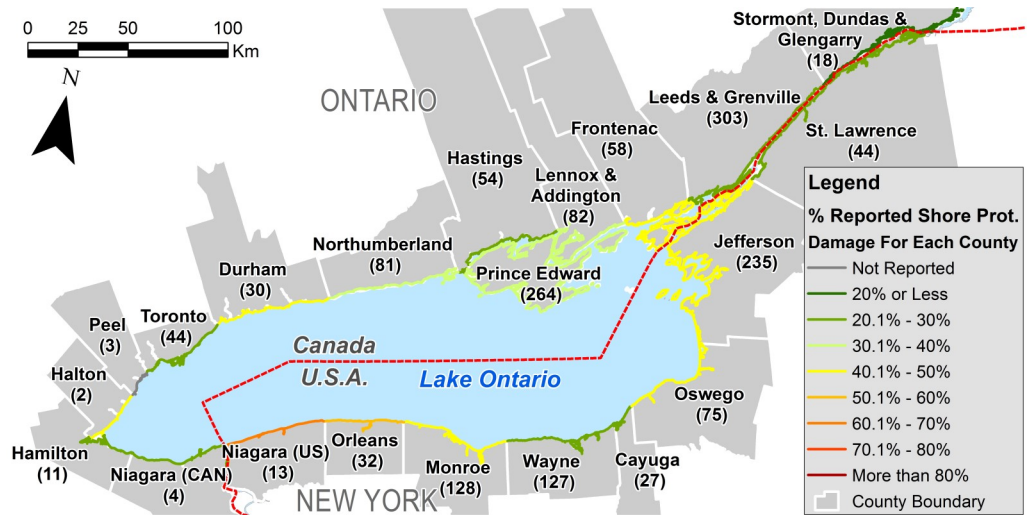 0 25 50 100
Km
N
ONTARIO
Stormont, Dundas &
Glengarry
(18)
Leeds & Grenville
(303)
St. Lawrence
(44)
Frontenac
(58)
Hastings
(54)
Lennox &
Addington
(82)
Northumberland
(81)
Prince Edward
(264)
Jefferson
(235)
Durham
(30)
Toronto
(44)
Peel
(3)
Halton
(2)
Canada
U.S.A.
Lake Ontario
Oswego
(75)
Hamilton
(11)
Niagara (CAN)
(4)
Niagara (US)
(13)
Orleans
(32)
Monroe
(128)
Wayne
(127)
Cayuga
(27)
NEW YORK
Legend
% Reported Shore Prot.
Damage For Each County
Not Reported
20% or Less
20.1% - 30%
30.1% - 40%
40.1% - 50%
50.1% - 60%
60.1% - 70%
70.1% - 80%
More than 80%
County Boundary